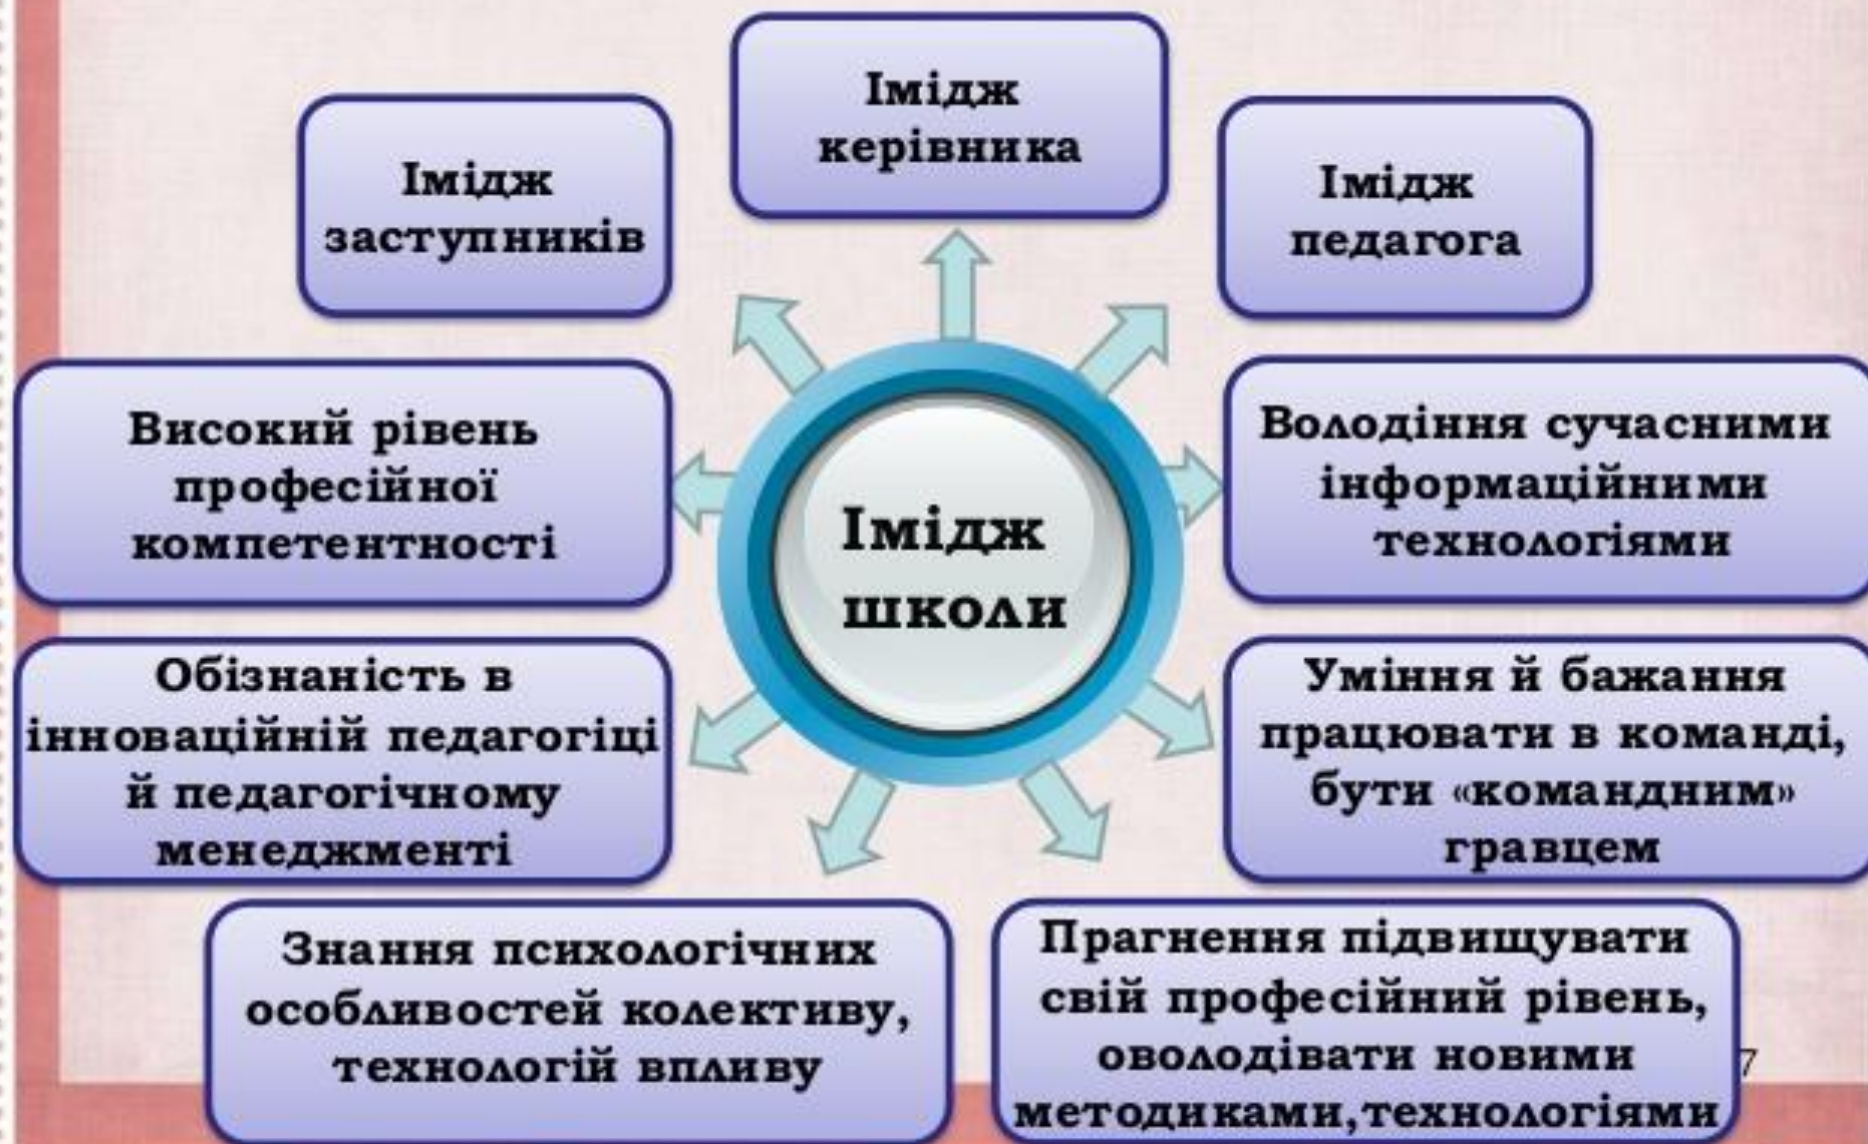 Імідж
керівника
Імідж
заступників
Імідж
педагога
Високий рівень
професійної
компетентності
Імідж
школи
Володіння сучасними
інформаційними
технологіями
Обізнаність в
інноваційній педагогіці
й педагогічному
менеджменті
Уміння й бажання
працювати в команді,
бути «командним»
гравцем
Знання психологічних
особливостей колективу,
технологій впливу
Прагнення підвищувати
свій професійний рівень,
оволодівати новими
методиками,технологіями
7